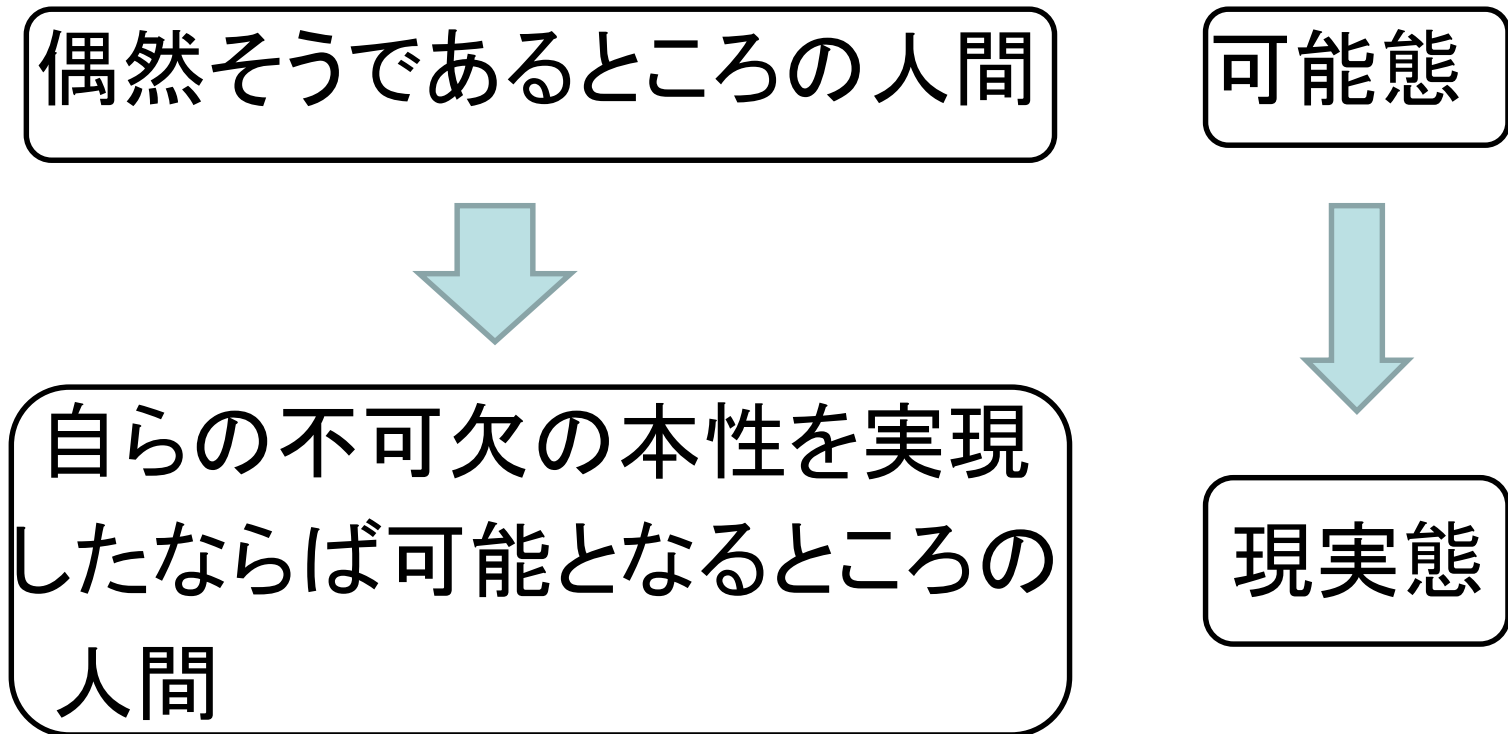 偶然そうであるところの人間
可能態
自らの不可欠の本性を実現
したならば可能となるところの
人間
現実態